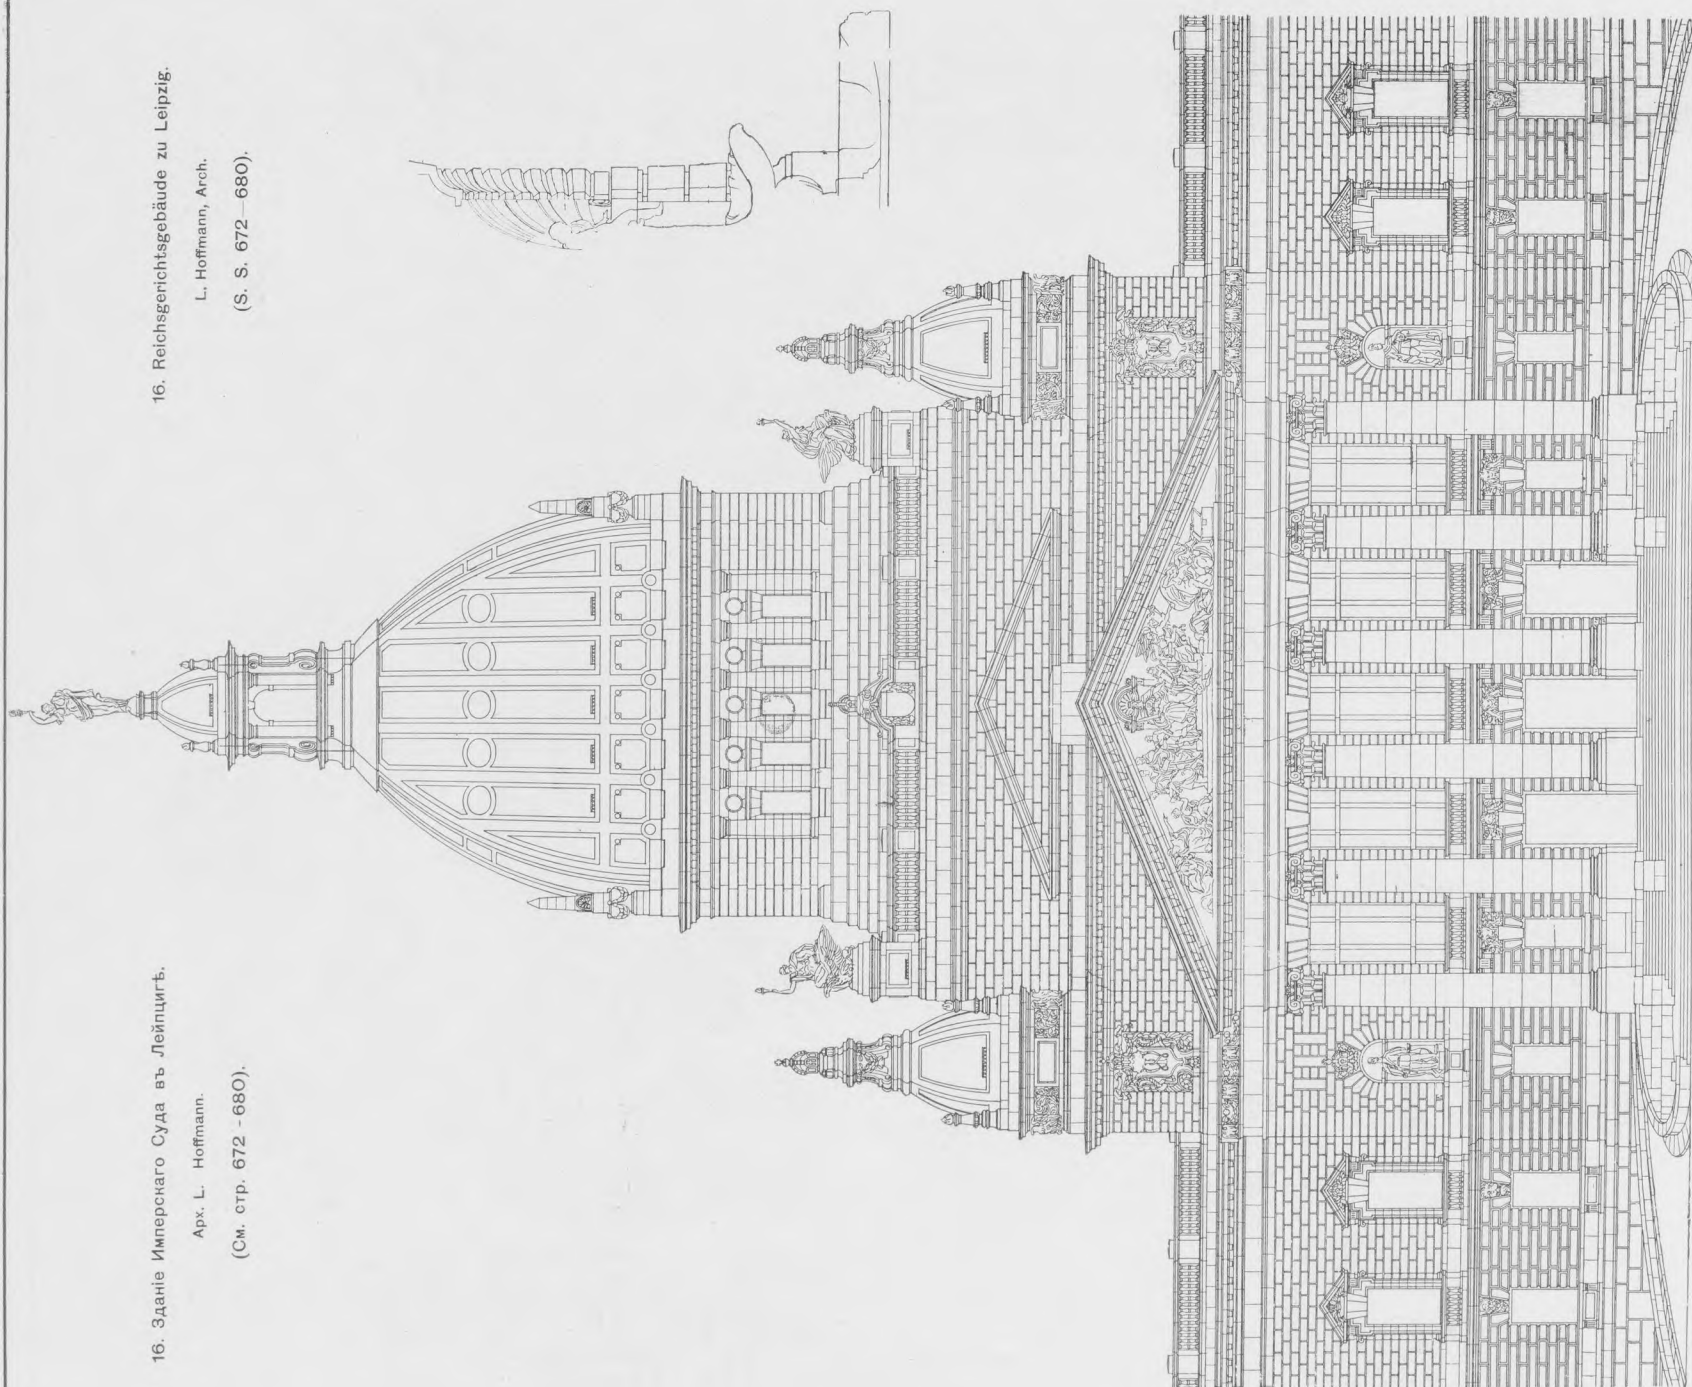 16. Зданіе Имперскаго Суда въ Лейпцигѣ.
Арх. L. Hoffmann.
(См. стр. 672-680).
16. Reichsgerichtsgebäude zu Leipzig.
L. Hoffmann, Arch.
(S. S. 672—680).